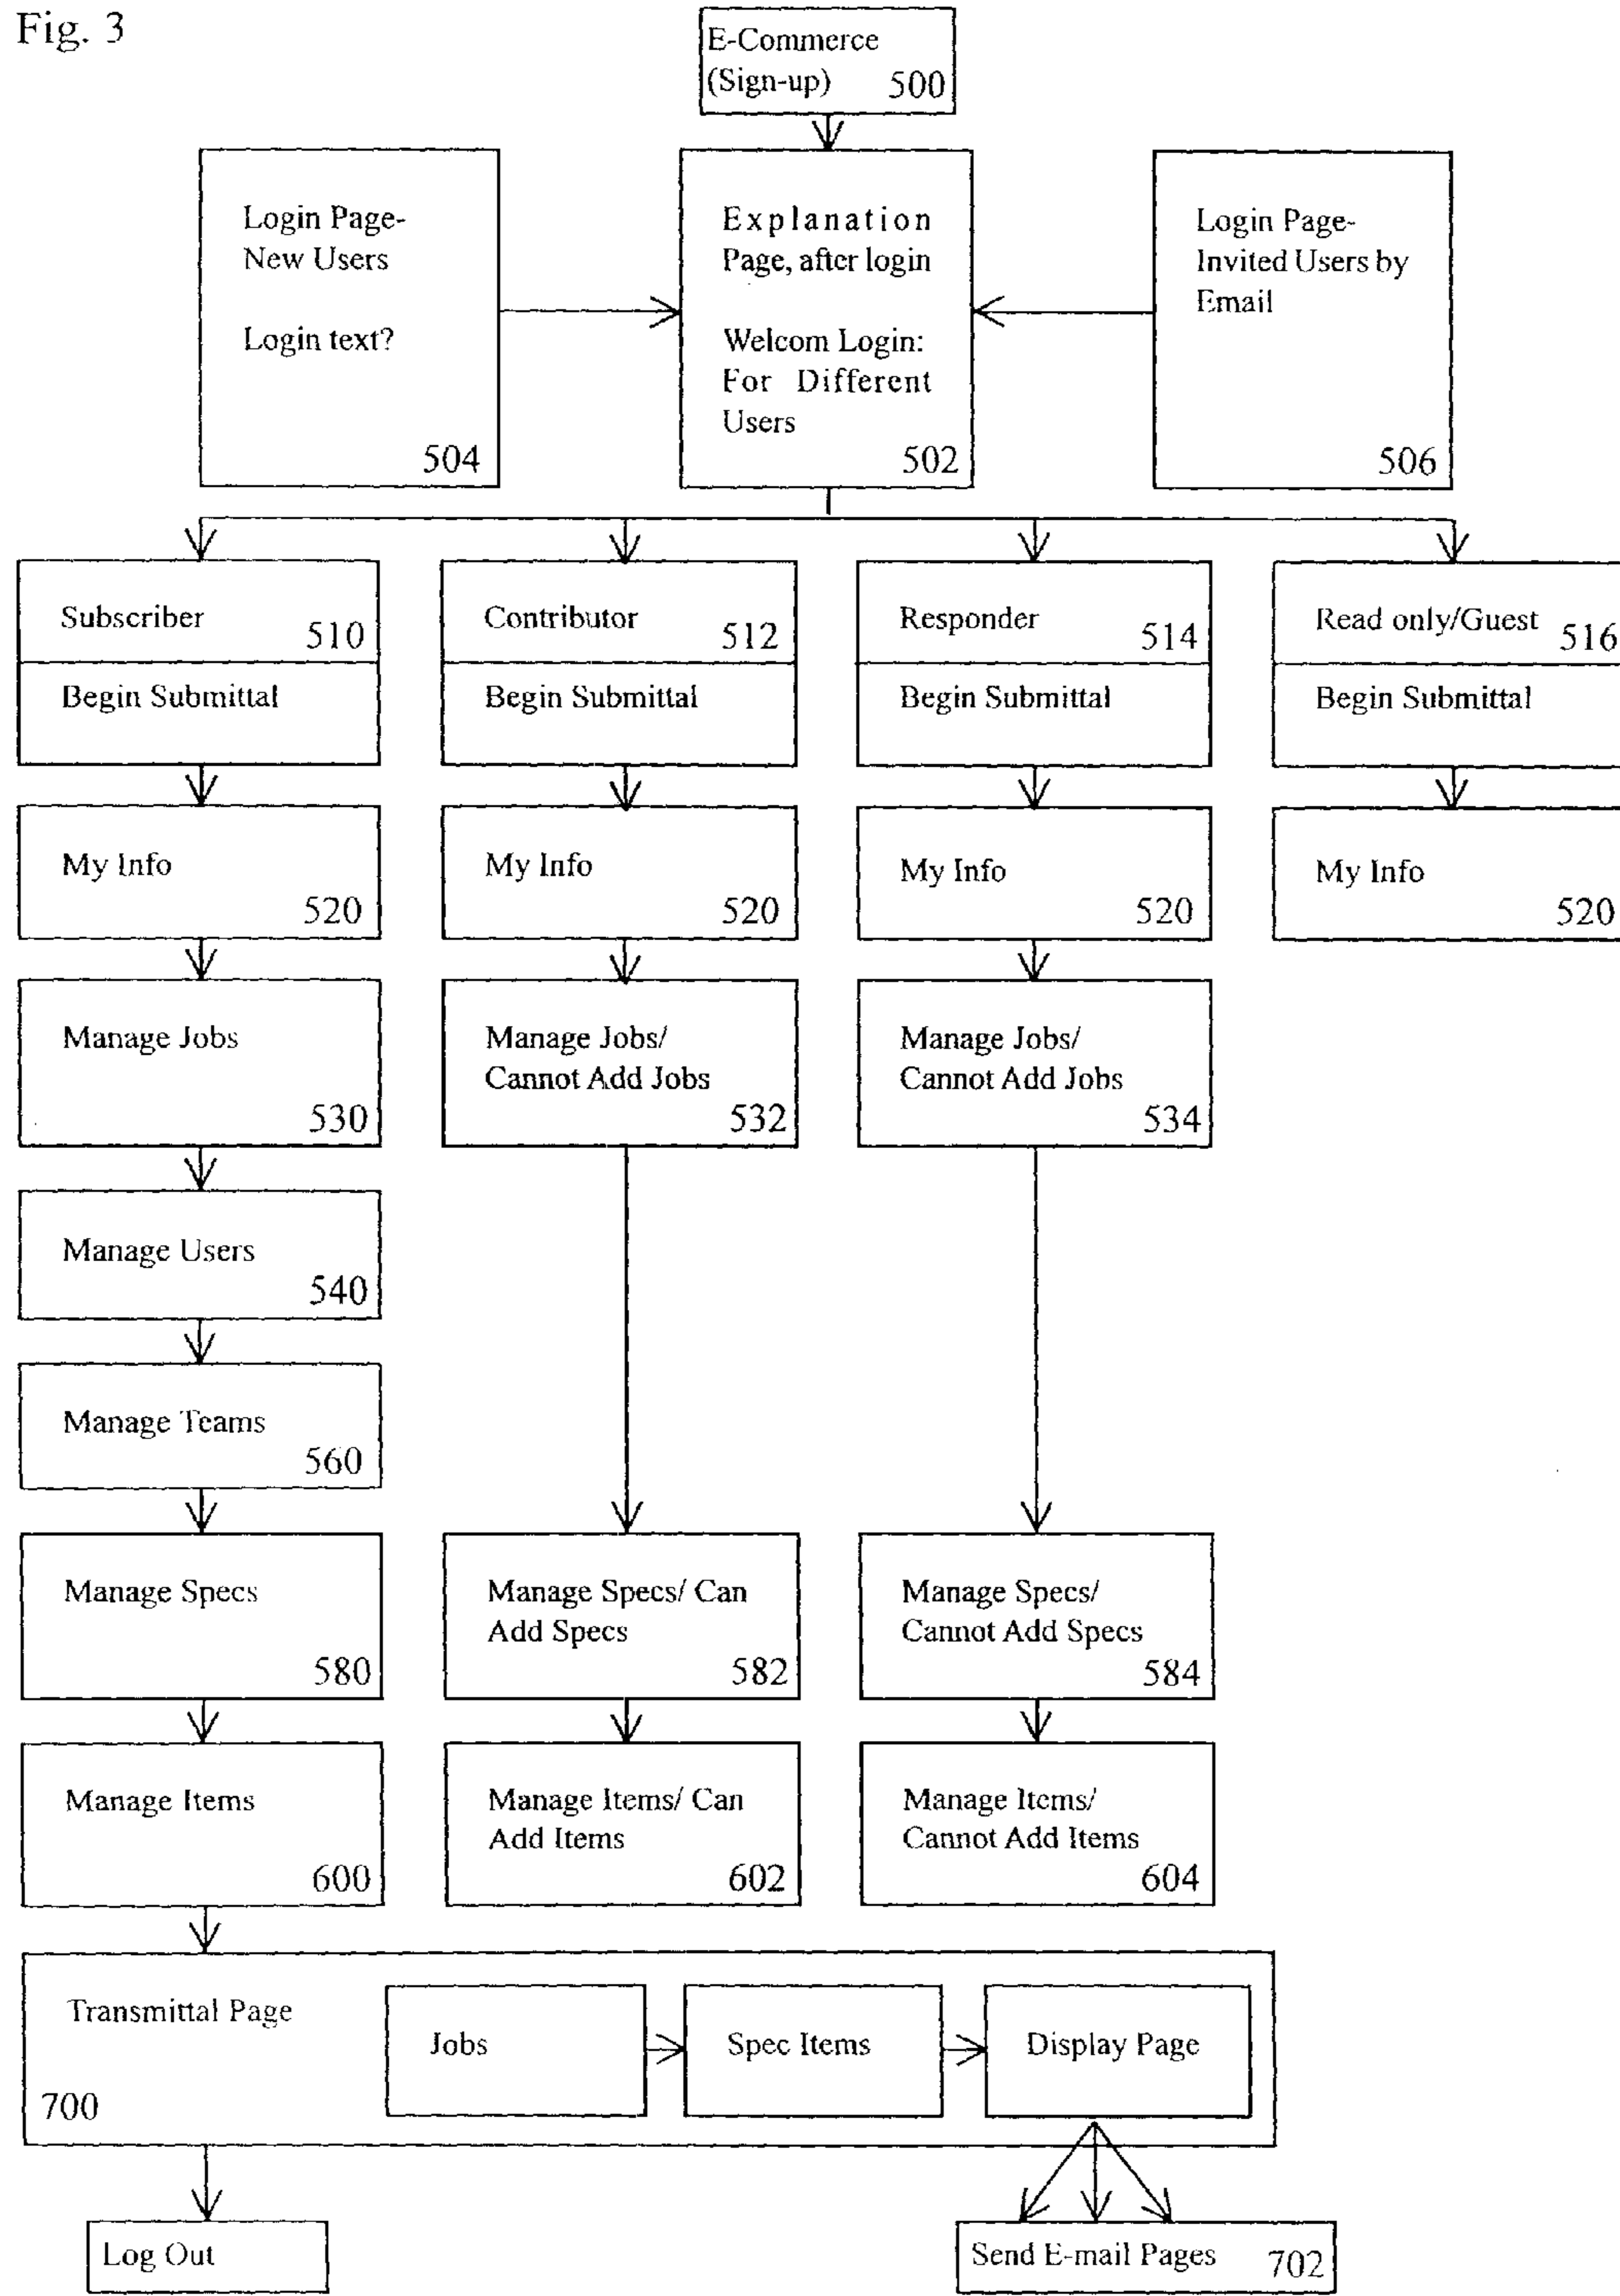 Fig. 3
E-Commerce
(Sign-up) 500
Login Page-
New Users
Login text?
504
Explanation
Page, after login
Welcom Login:
For Different
Users
502
Login Page-
Invited Users by
Email
506
Subscriber 510
Begin Submittal
Contributor 512
Begin Submittal
Responder 514
Begin Submittal
Read only/Guest 516
Begin Submittal
My Info
520
My Info
520
My Info
520
My Info
520
Manage Jobs
530
Manage Jobs/
Cannot Add Jobs
532
Manage Jobs/
Cannot Add Jobs
534
Manage Users
540
Manage Teams
560
Manage Specs
580
Manage Specs/ Can
Add Specs
582
Manage Specs/
Cannot Add Specs
584
Manage Items
600
Manage Items/ Can
Add Items
602
Manage Items/
Cannot Add Items
604
Transmittal Page
700
Jobs
Spec Items
Display Page
Log Out
Send E-mail Pages 702